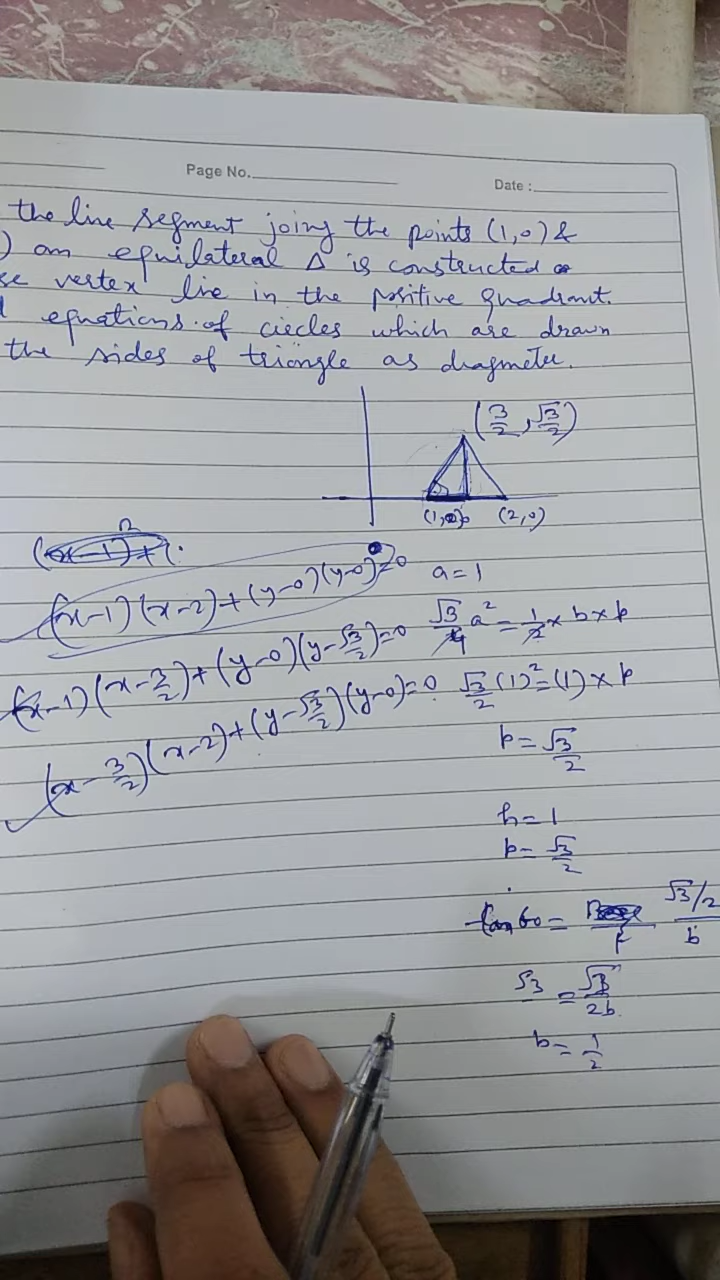 Page No.
Date :
the line segment joing the points (1,0) &
) an equilateral Δ is constructed
se vertex lie in the positive quadrant.
equations of circles which are drawn
the sides of triangle as diagmeter.
(3/2, √3/2)
(1,0) (2,0)
(x-1)(x-2)+(y-0)(y-0)=0
a=1
(x-1)(x-3/2)+(y-0)(y-√3/2)=0
√3/4 a²=1/2×b×p
(x-3/2)(x-2)+(y-√3/2)(y-0)=0
√3/2 (1)²=(1)×p
p=√3/2
h=1
p=√3/2
tan 60= √3/2/b
√3=√3/2b
b=1/2